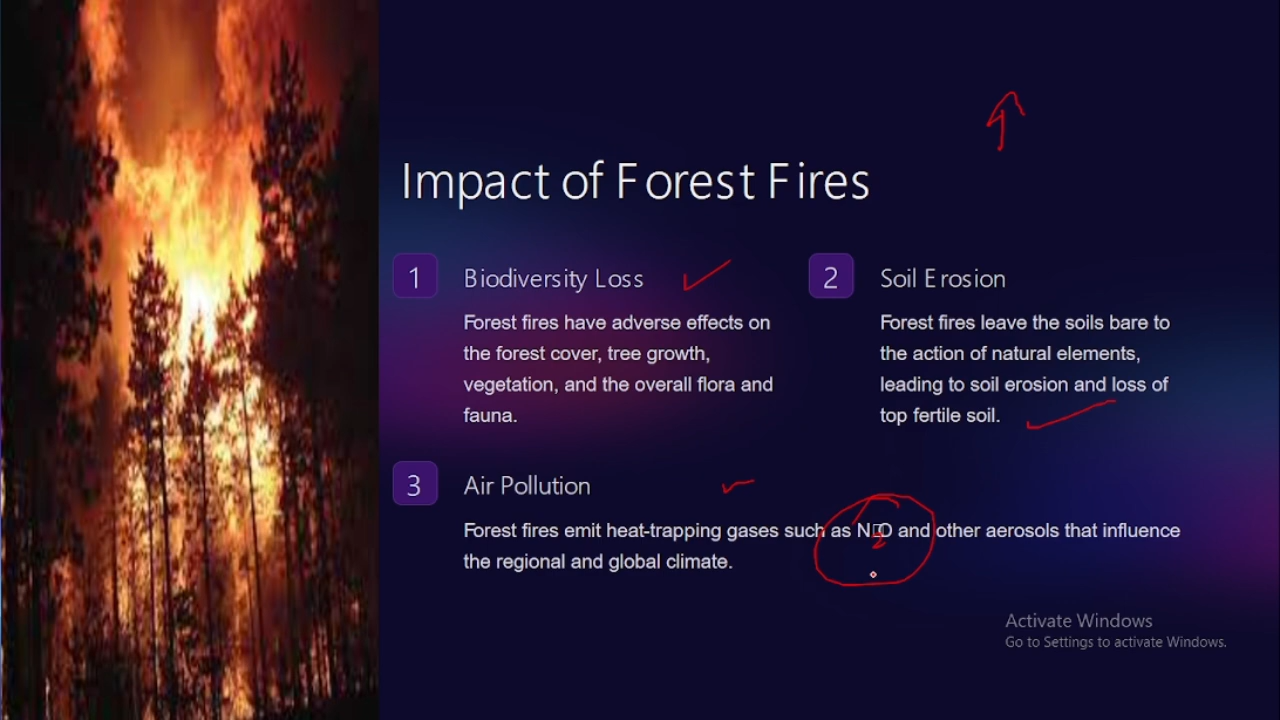 Impact of Forest Fires
1
Biodiversity Loss
Forest fires have adverse effects on
the forest cover, tree growth,
vegetation, and the overall flora and
fauna.
2
Soil Erosion
Forest fires leave the soils bare to
the action of natural elements,
leading to soil erosion and loss of
top fertile soil.
3
Air Pollution
Forest fires emit heat-trapping gases such as N▯O and other aerosols that influence
2
the regional and global climate.
Activate Windows
Go to Settings to activate Windows.